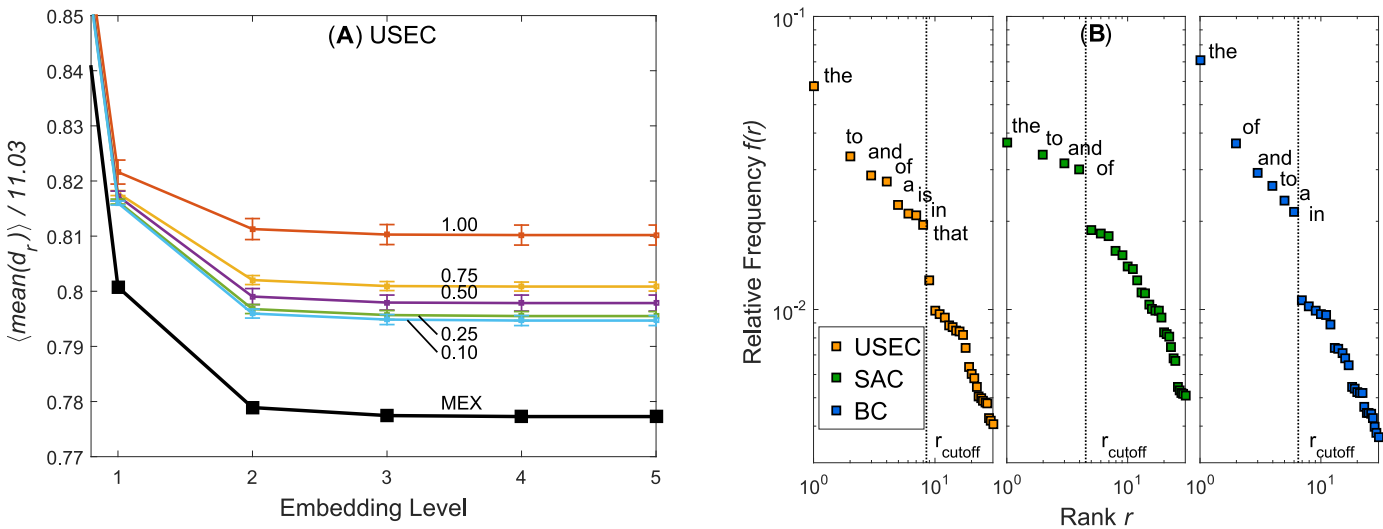 (A) USEC
⟨mean(d_r)⟩ / 11.03
0.85
0.84
0.83
0.82
0.81
0.8
0.79
0.78
0.77
1.00
0.75
0.50
0.25
0.10
MEX
1 2 3 4 5
Embedding Level
(B)
Relative Frequency f(r)
10^-1
10^-2
the
to
and
of
a
is
in
that
USEC
SAC
BC
r_cutoff
10^0 10^1
the
to
and
of
r_cutoff
10^0 10^1
the
of
and
to
a
in
r_cutoff
10^0 10^1
Rank r